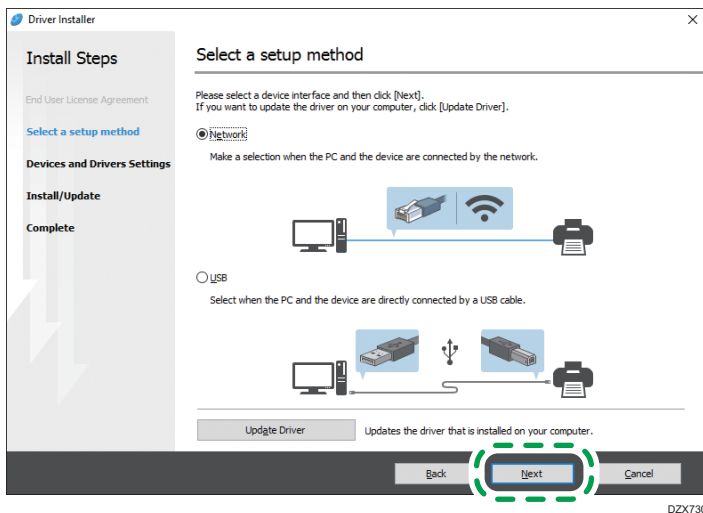 Driver Installer
Install Steps
End User License Agreement
Select a setup method
Devices and Drivers Settings
Install/Update
Complete
Select a setup method
Please select a device interface and then click [Next].
If you want to update the driver on your computer, click [Update Driver].
Network
Make a selection when the PC and the device are connected by the network.
USB
Select when the PC and the device are directly connected by a USB cable.
Update Driver Updates the driver that is installed on your computer.
Back Next Cancel
DZX730